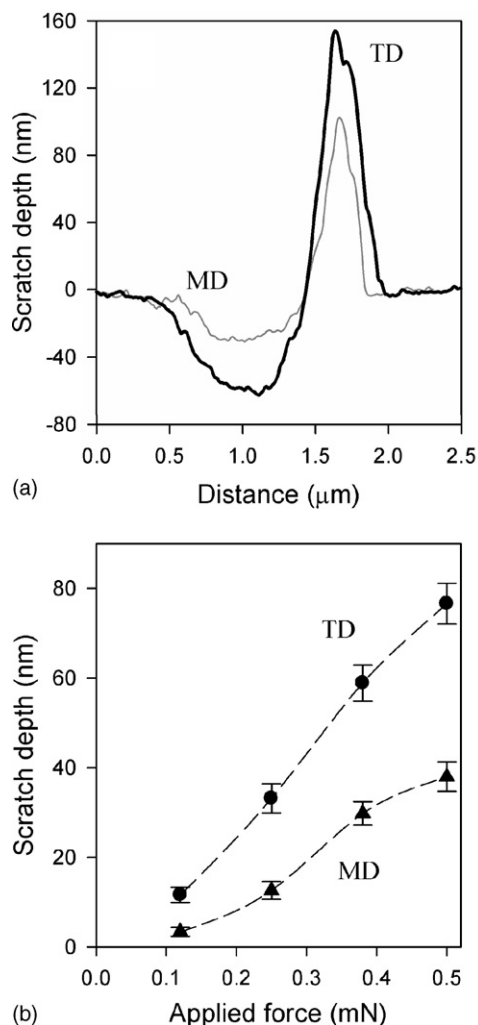 160
120
80
40
0
-40
-80
Scratch depth (nm)
TD
MD
0.0 0.5 1.0 1.5 2.0 2.5
Distance (μm)
(a)
80
60
40
20
0
Scratch depth (nm)
TD
MD
0.0 0.1 0.2 0.3 0.4 0.5
Applied force (mN)
(b)